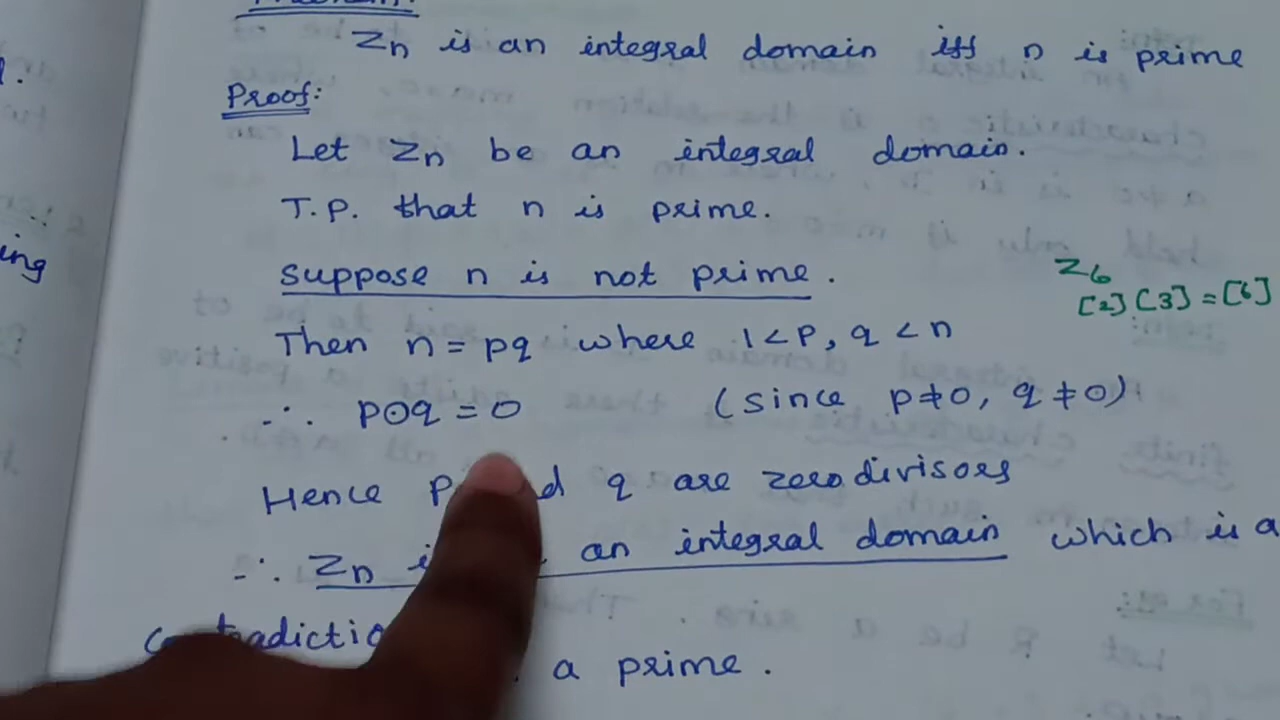 Theorem:
Zn is an integral domain iff n is prime
Proof:
Let Zn be an integral domain.
T.P. that n is prime.
Suppose n is not prime.
Z6
[2] [3] = [6]
Then n = pq where 1 < p, q < n
∴ p⊙q = 0 (since p ≠ 0, q ≠ 0)
Hence p q are zero divisors
∴ Zn an integral domain which is a
a prime.
ing